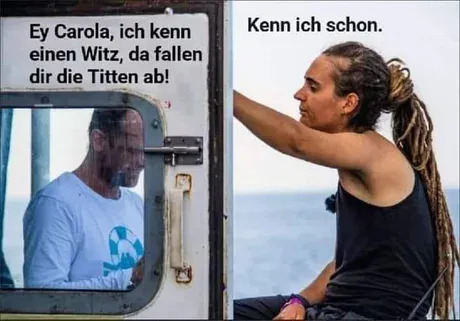 Ey Carola, ich kenn
einen Witz, da fallen
dir die Titten ab!
Kenn ich schon.